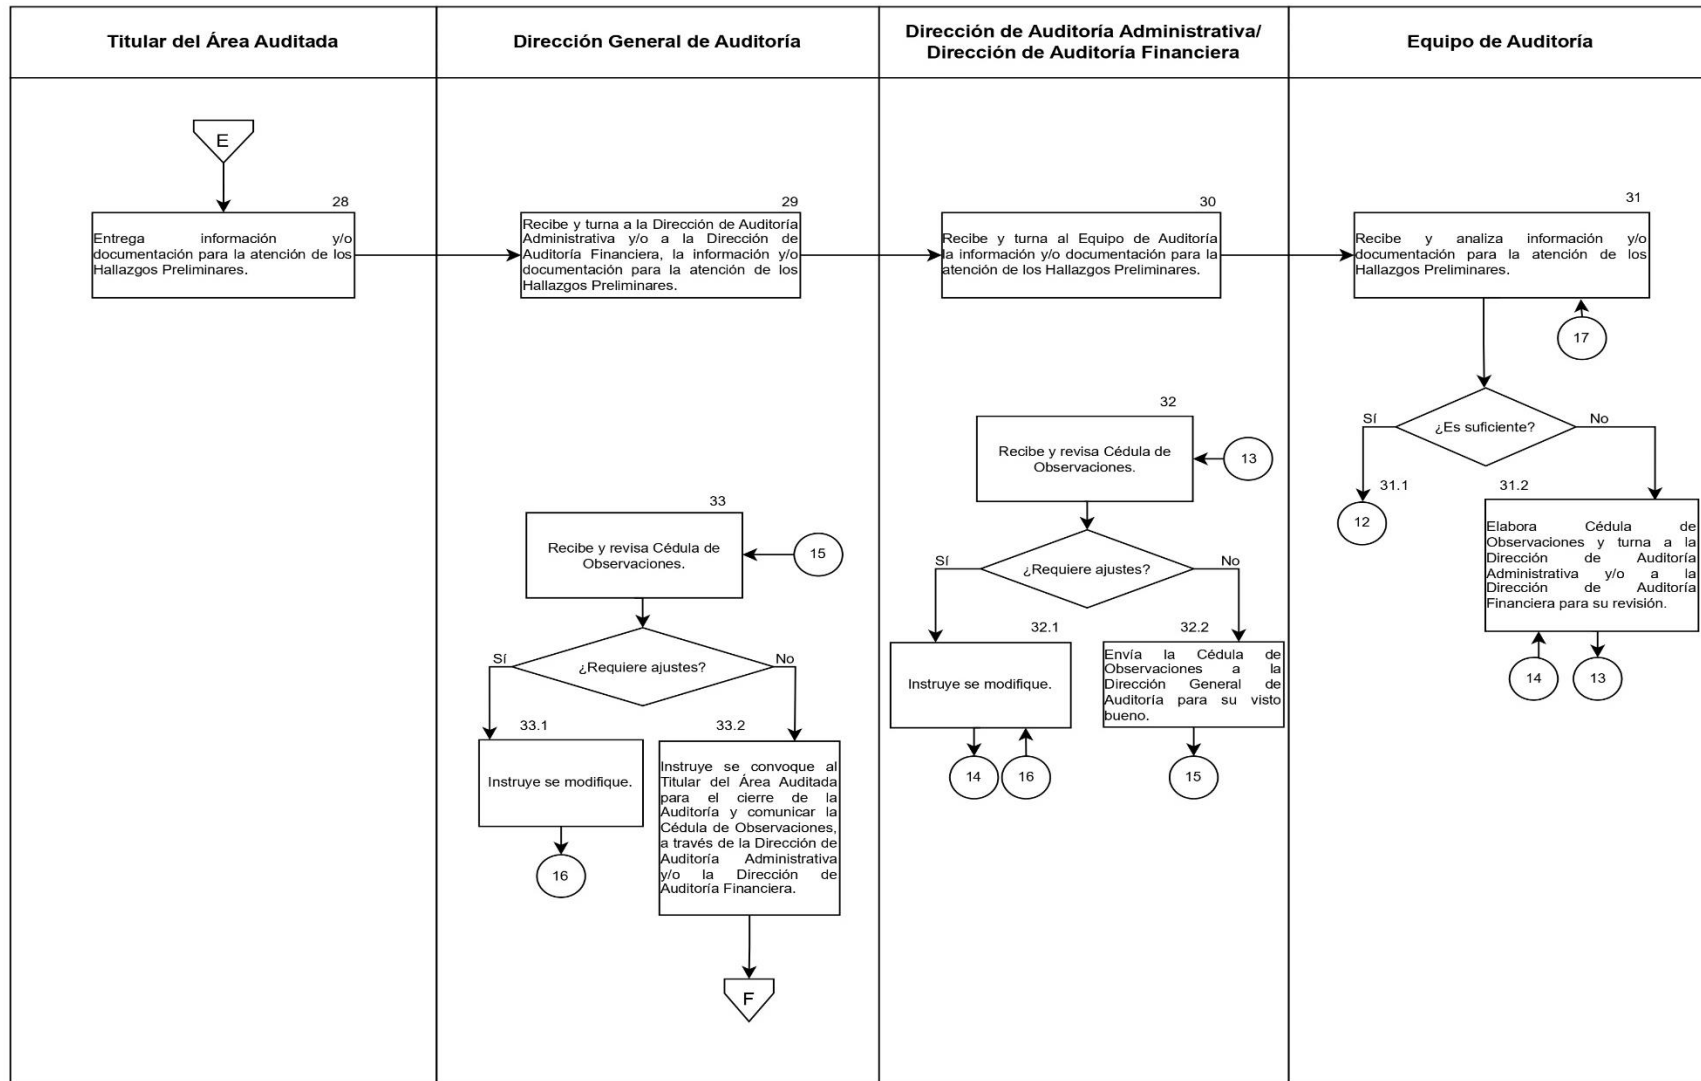 Titular del Área Auditada
Dirección General de Auditoría
Dirección de Auditoría Administrativa/
Dirección de Auditoría Financiera
Equipo de Auditoría
E
28
Entrega información y/o
documentación para la atención de los
Hallazgos Preliminares.
29
Recibe y turna a la Dirección de Auditoría
Administrativa y/o a la Dirección de
Auditoría Financiera, la información y/o
documentación para la atención de los
Hallazgos Preliminares.
30
Recibe y turna al Equipo de Auditoría
la información y/o documentación para la
atención de los Hallazgos Preliminares.
31
Recibe y analiza información y/o
documentación para la atención de los
Hallazgos Preliminares.
17
¿Es suficiente?
Sí
No
31.1
12
31.2
Elabora Cédula de
Observaciones y turna a la
Dirección de Auditoría
Administrativa y/o a la
Dirección de Auditoría
Financiera para su revisión.
14
13
32
Recibe y revisa Cédula de
Observaciones.
13
¿Requiere ajustes?
Sí
No
32.1
Instruye se modifique.
14
16
32.2
Envía la Cédula de
Observaciones a la
Dirección General de
Auditoría para su visto
bueno.
15
33
Recibe y revisa Cédula de
Observaciones.
15
¿Requiere ajustes?
Sí
No
33.1
Instruye se modifique.
16
33.2
Instruye se convoque al
Titular del Área Auditada
para el cierre de la
Auditoría y comunicar la
Cédula de Observaciones,
a través de la Dirección de
Auditoría Administrativa
y/o la Dirección de
Auditoría Financiera.
F